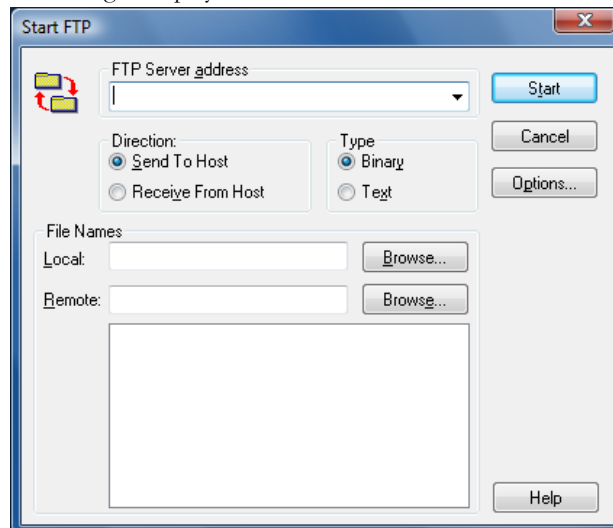 Start FTP
FTP Server address
Start
Direction:
Type
Cancel
Send To Host
Binary
Receive From Host
Text
Options...
File Names
Local:
Browse...
Remote:
Browse...
Help